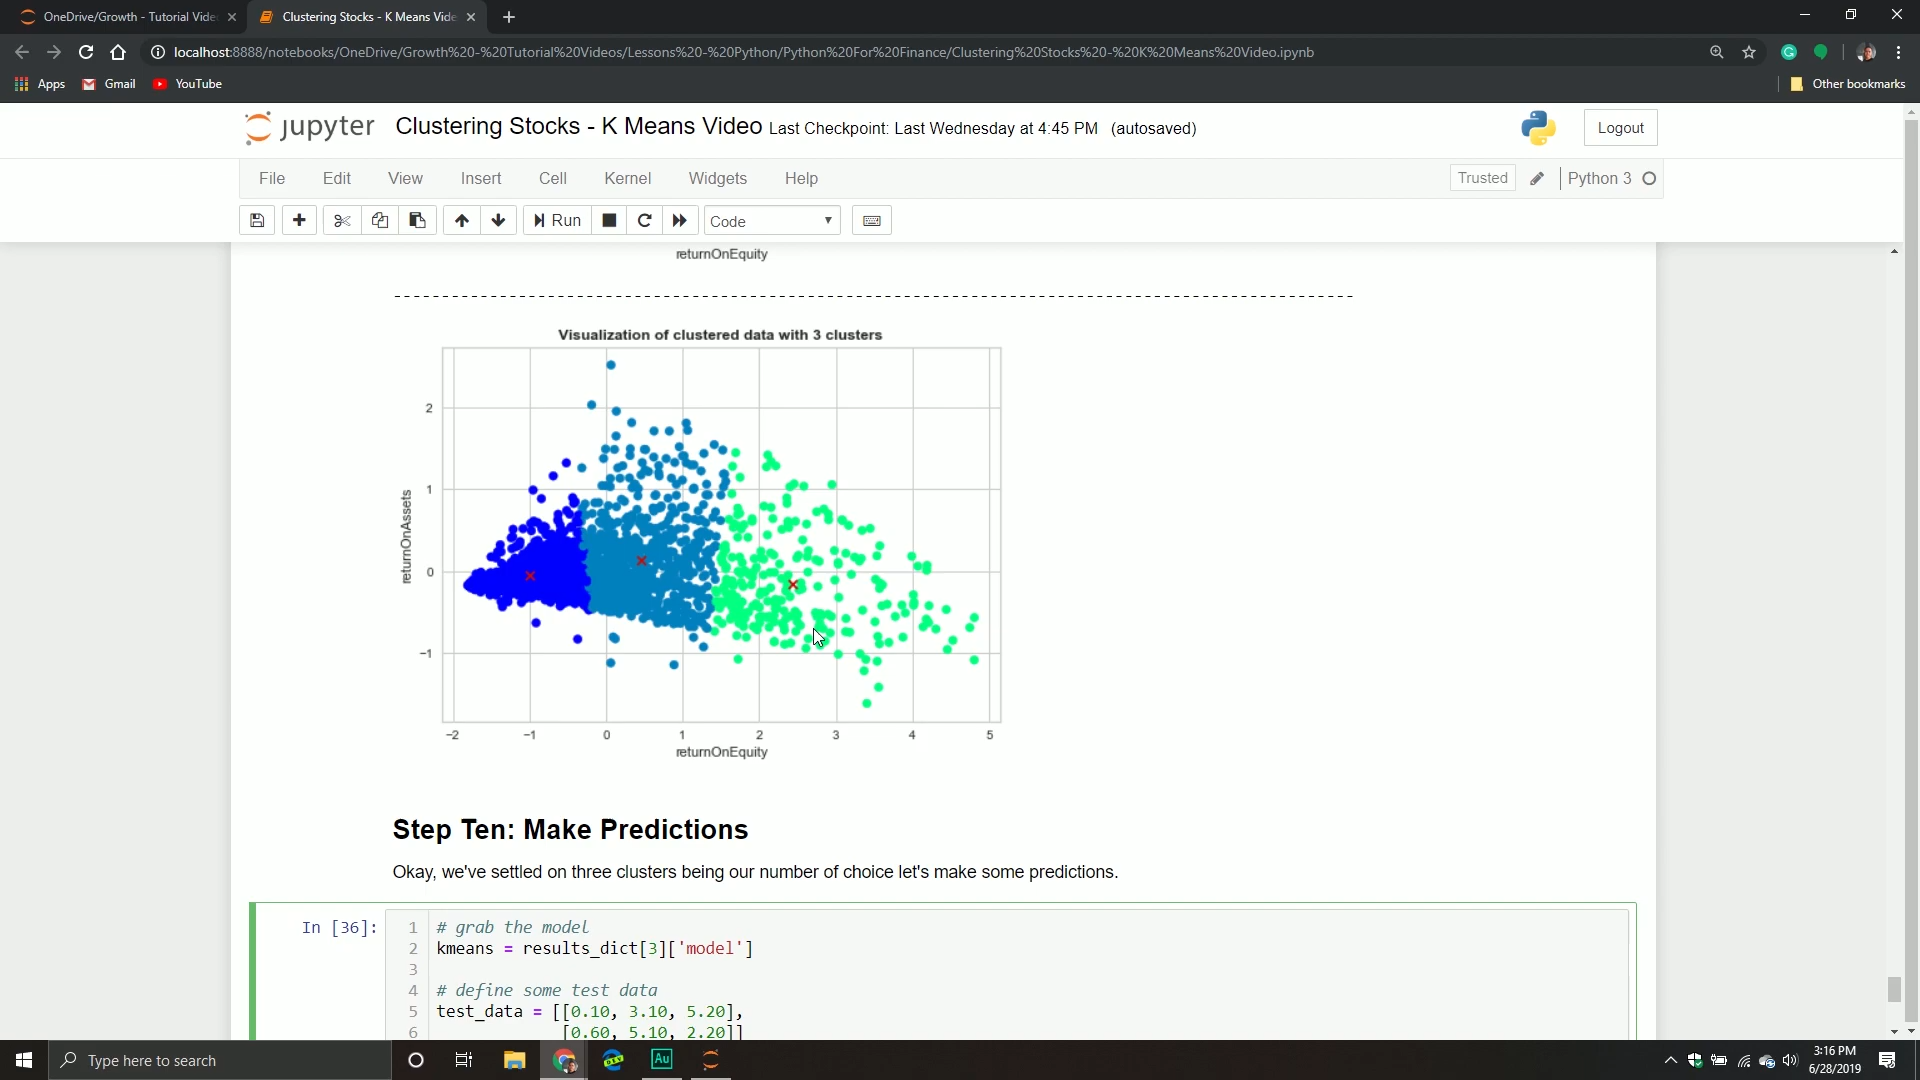 OneDrive/Growth - Tutorial Vide
Clustering Stocks - K Means Vide
localhost:8888/notebooks/OneDrive/Growth%20-%20Tutorial%20Videos/Lessons%20-%20Python/Python%20For%20Finance/Clustering%20Stocks%20-%20K%20Means%20Video.ipynb
Apps Gmail YouTube Other bookmarks
jupyter Clustering Stocks - K Means Video Last Checkpoint: Last Wednesday at 4:45 PM (autosaved) Logout
File Edit View Insert Cell Kernel Widgets Help Trusted Python 3
Run Code
returnOnEquity
Visualization of clustered data with 3 clusters
2
1
0
−1
returnOnAssets
−2 −1 0 1 2 3 4 5
returnOnEquity
Step Ten: Make Predictions
Okay, we've settled on three clusters being our number of choice let's make some predictions.
In [36]:
1 # grab the model
2 kmeans = results_dict[3]['model']
3
4 # define some test data
5 test_data = [[0.10, 3.10, 5.20],
6 [0.60, 5.10, 2.20]]
Type here to search
DEV
Au
3:16 PM
6/28/2019